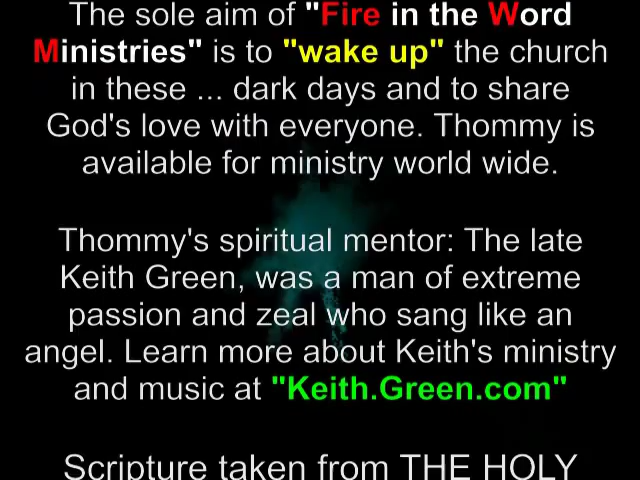 The sole aim of "Fire in the Word
Ministries" is to "wake up" the church
in these ... dark days and to share
God's love with everyone. Thommy is
available for ministry world wide.
Thommy's spiritual mentor: The late
Keith Green, was a man of extreme
passion and zeal who sang like an
angel. Learn more about Keith's ministry
and music at "Keith.Green.com"
Scripture taken from THE HOLY